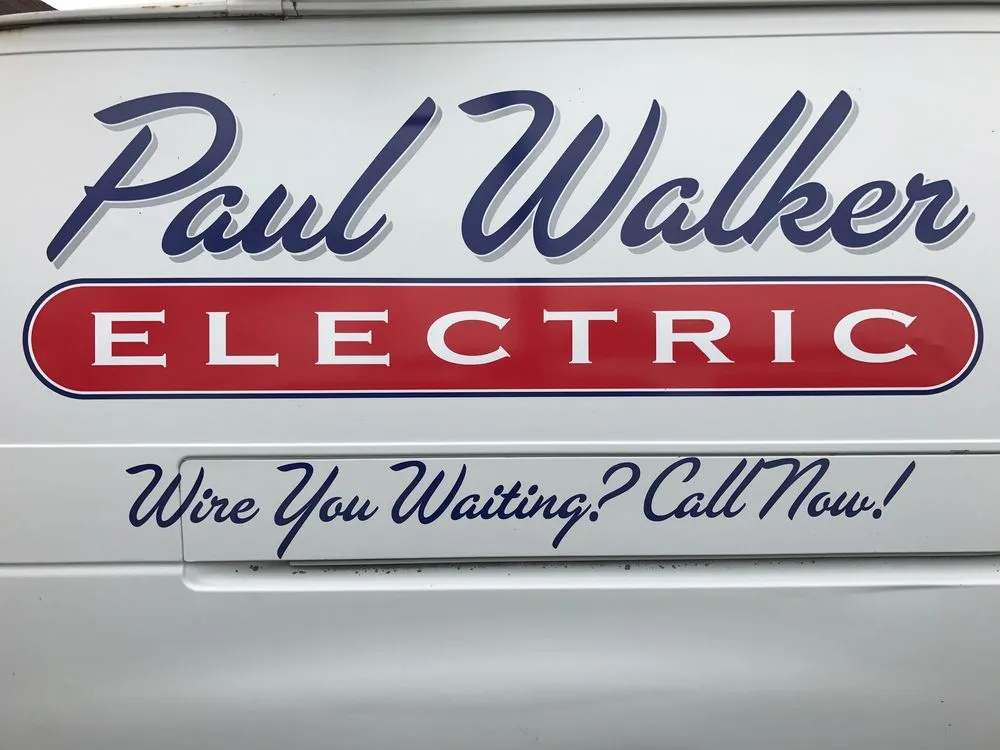 Paul Walker
ELECTRIC
Wire You Waiting? Call Now!